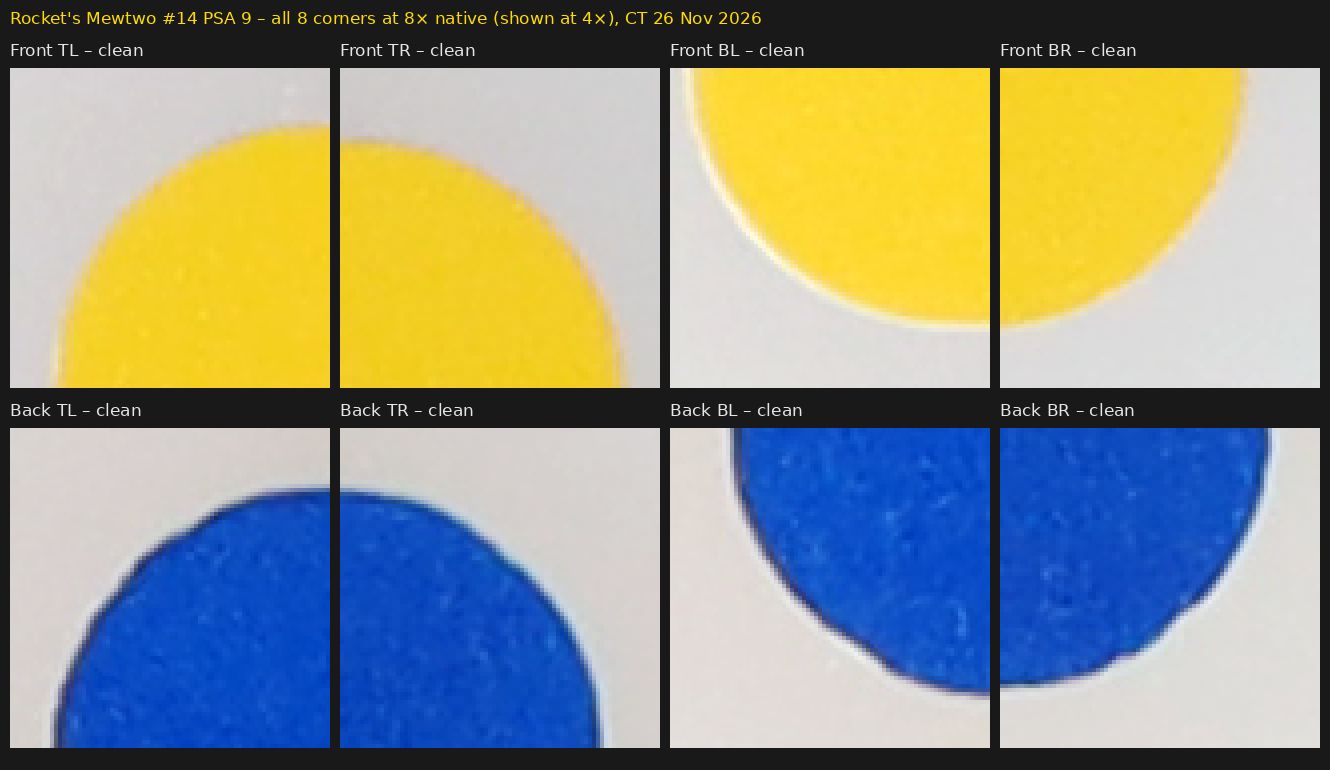 Rocket's Mewtwo #14 PSA 9 – all 8 corners at 8× native (shown at 4×), CT 26 Nov 2026
Front TL – clean
Front TR – clean
Front BL – clean
Front BR – clean
Back TL – clean
Back TR – clean
Back BL – clean
Back BR – clean